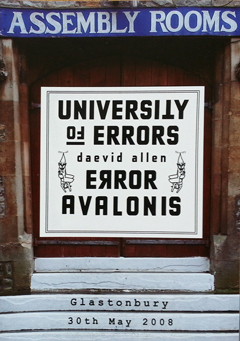 ASSEMBLY ROOMS
UNIVERSITY
OF ERRORS
daevid allen
ERROR
AVALONIS
Glastonbury
30th May 2008